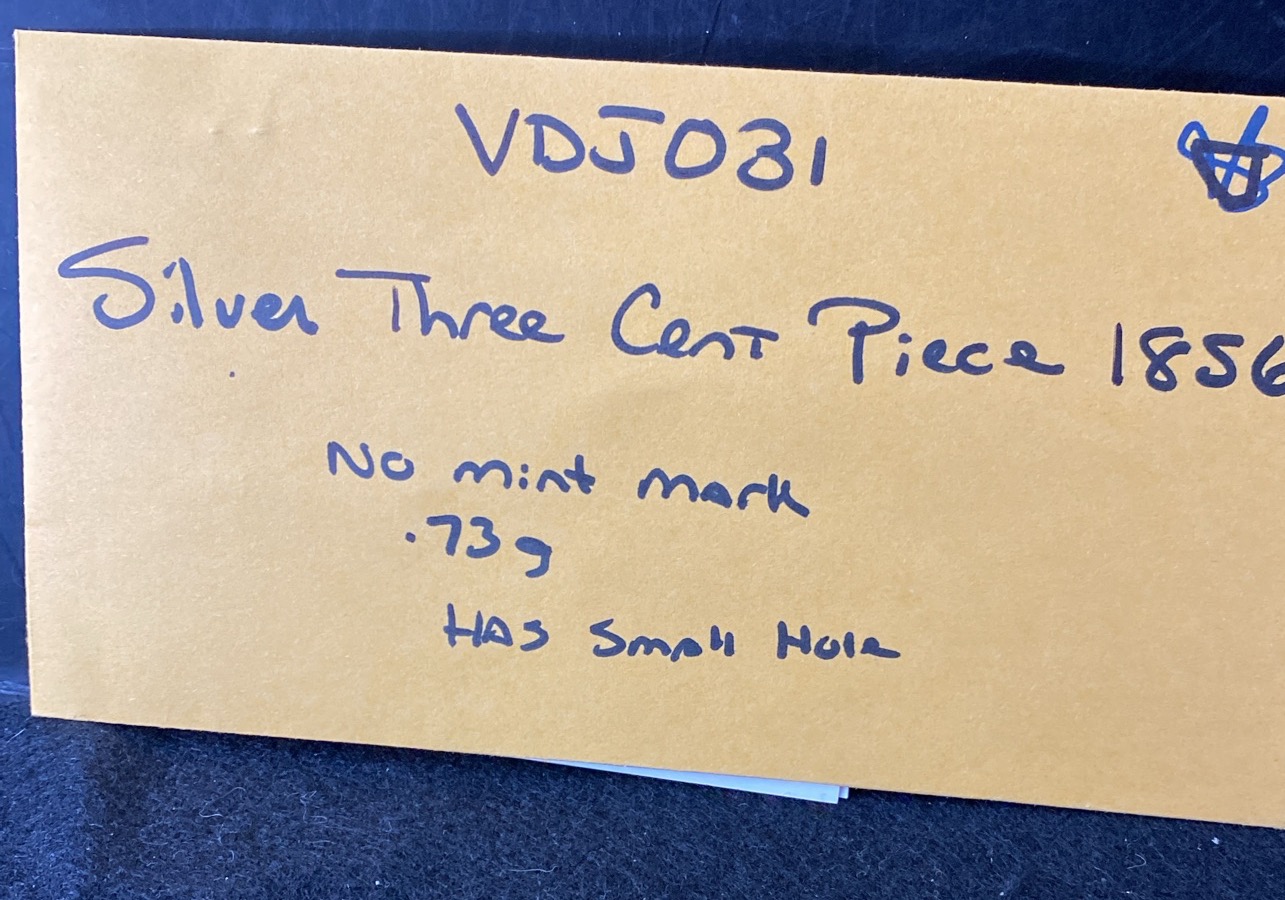 VDJ031
Silver Three Cent Piece 1856
No mint mark
.73g
HAS Small Hole